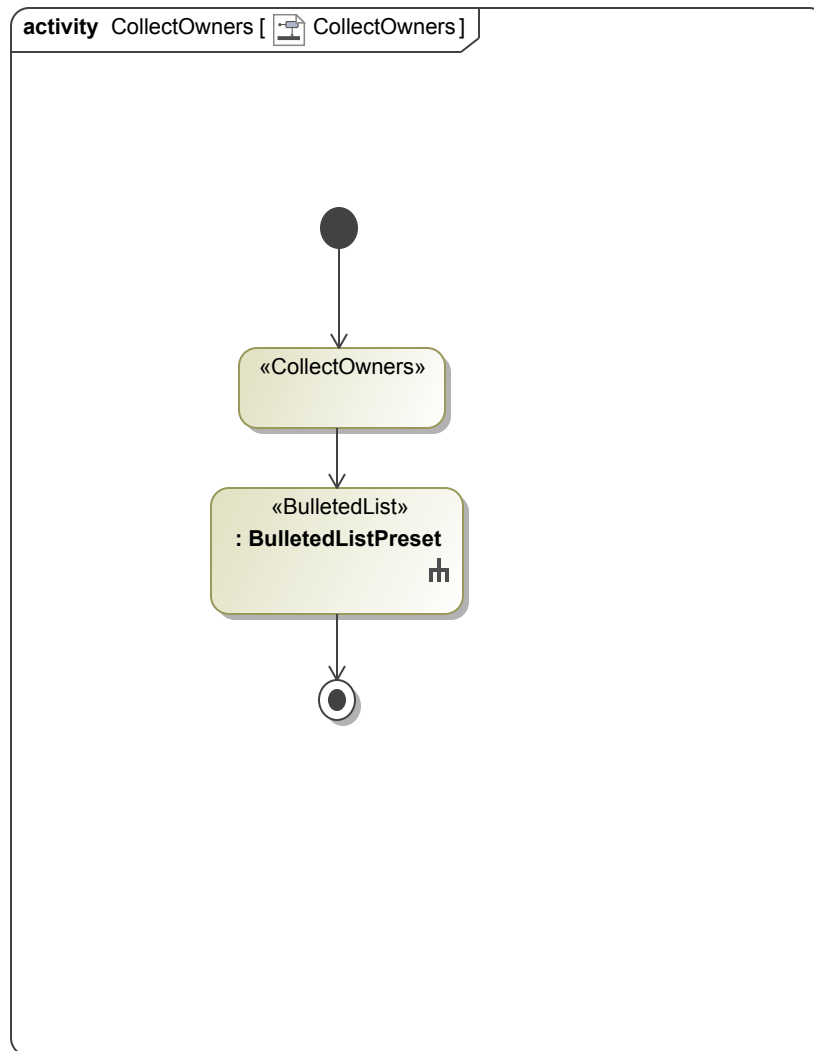 activity CollectOwners [ CollectOwners ]
«CollectOwners»
«BulletedList»
: BulletedListPreset